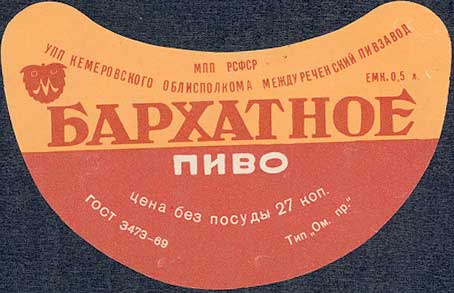 МПП РСФСР
УПП КЕМЕРОВСКОГО ОБЛИСПОЛКОМА МЕЖДУРЕЧЕНСКИЙ ПИВЗАВОД
М
ЕМК. 0,5 л.
БАРХАТНОЕ
ПИВО
цена без посуды 27 коп.
ГОСТ 3473-69
Тип „Ом. пр."